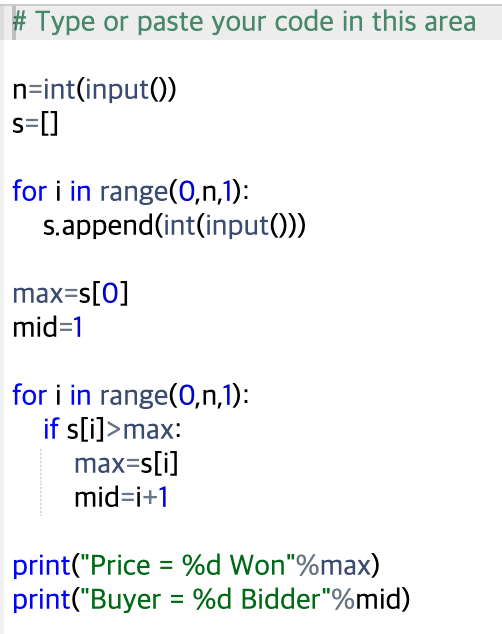 # Type or paste your code in this area

n=int(input())
s=[]

for i in range(0,n,1):
    s.append(int(input()))

max=s[0]
mid=1

for i in range(0,n,1):
    if s[i]>max:
        max=s[i]
        mid=i+1

print("Price = %d Won"%max)
print("Buyer = %d Bidder"%mid)